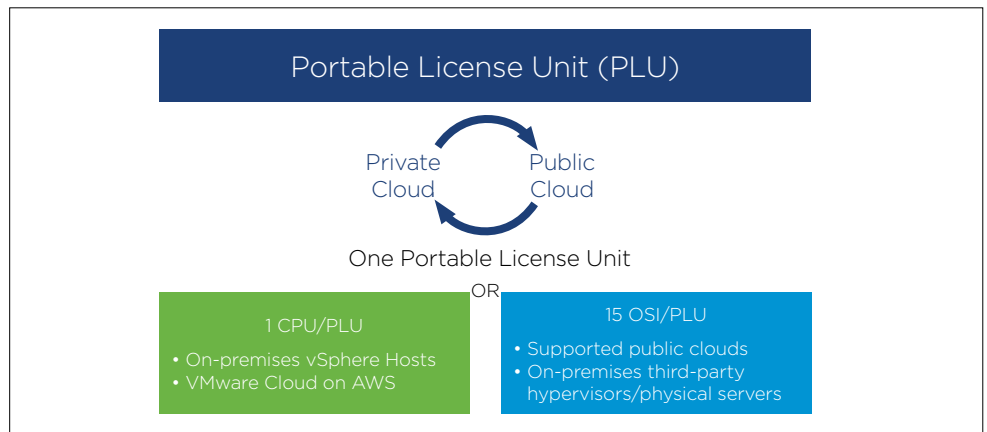 Portable License Unit (PLU)
Private
Cloud
Public
Cloud
One Portable License Unit
OR
1 CPU/PLU
• On-premises vSphere Hosts
• VMware Cloud on AWS
15 OSI/PLU
• Supported public clouds
• On-premises third-party
hypervisors/physical servers